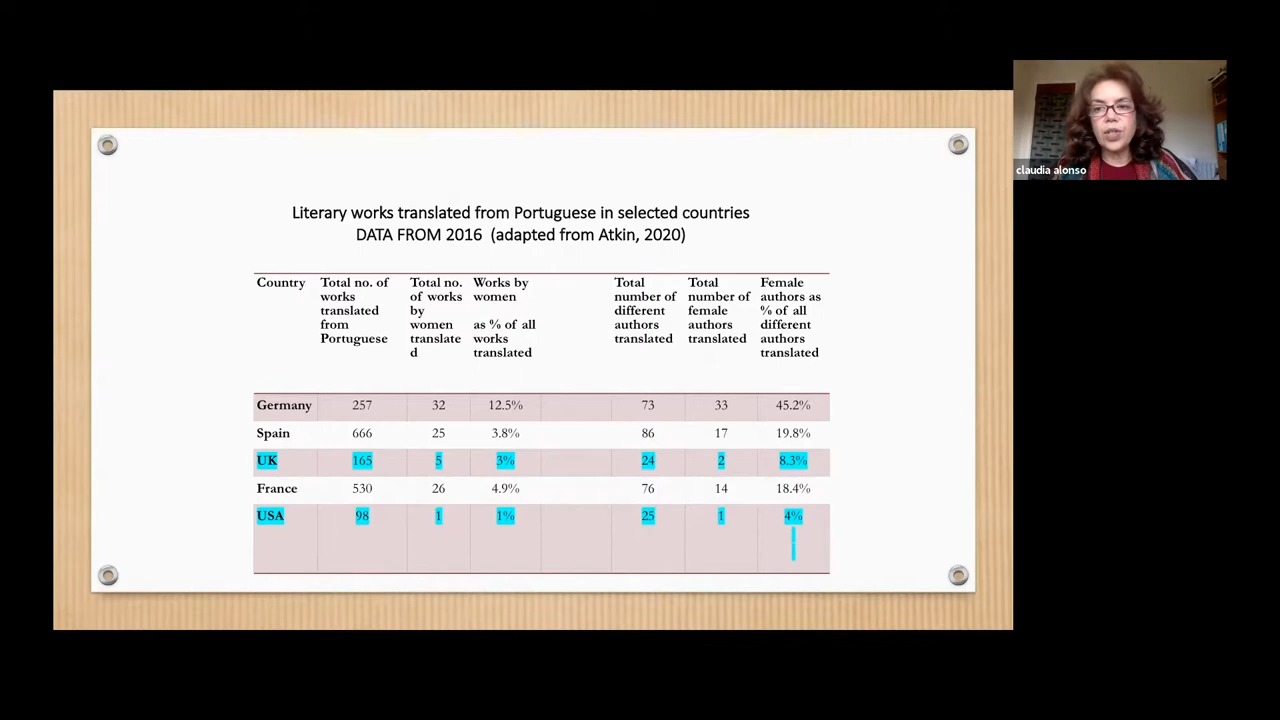 claudia alonso
Literary works translated from Portuguese in selected countries
DATA FROM 2016 (adapted from Atkin, 2020)
Country Total no. of works translated from Portuguese Total no. of works by women translate d Works by women as % of all works translated Total number of different authors translated Total number of female authors translated Female authors as % of all different authors translated
Germany 257 32 12.5% 73 33 45.2%
Spain 666 25 3.8% 86 17 19.8%
UK 165 5 3% 24 2 8.3%
France 530 26 4.9% 76 14 18.4%
USA 98 1 1% 25 1 4%